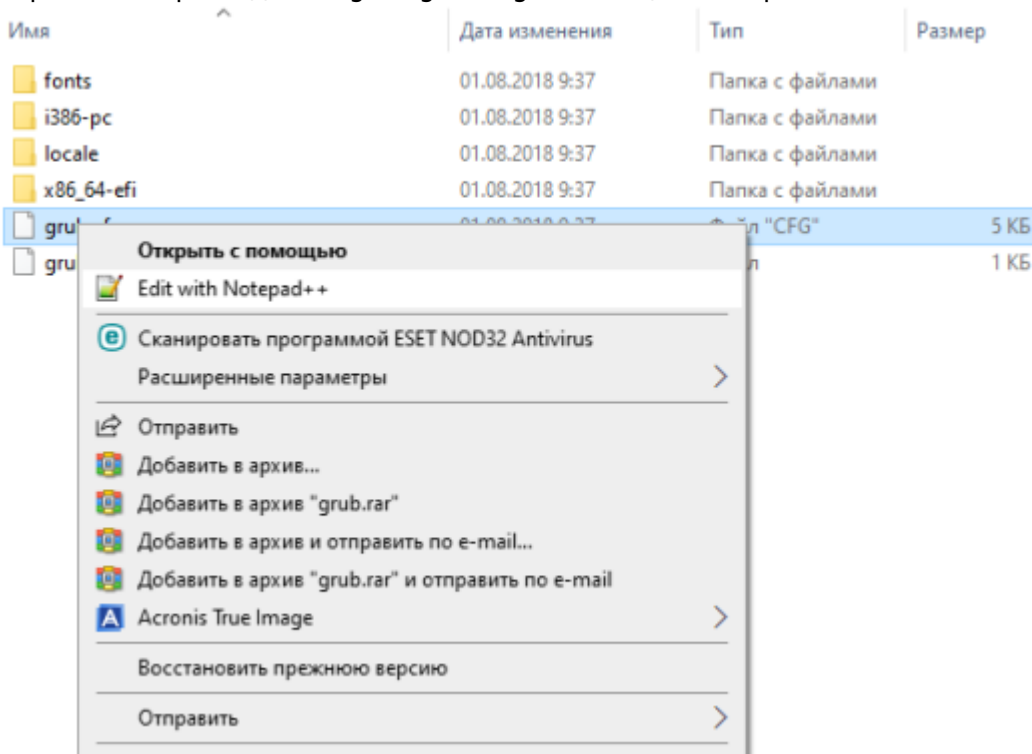 Имя Дата изменения Тип Размер
fonts 01.08.2018 9:37 Папка с файлами
i386-pc 01.08.2018 9:37 Папка с файлами
locale 01.08.2018 9:37 Папка с файлами
x86_64-efi 01.08.2018 9:37 Папка с файлами
"CFG" 5 КБ
gru 1 КБ
Открыть с помощью
Edit with Notepad++
Сканировать программой ESET NOD32 Antivirus
Расширенные параметры
Отправить
Добавить в архив...
Добавить в архив "grub.rar"
Добавить в архив и отправить по e-mail...
Добавить в архив "grub.rar" и отправить по e-mail
Acronis True Image
Восстановить прежнюю версию
Отправить